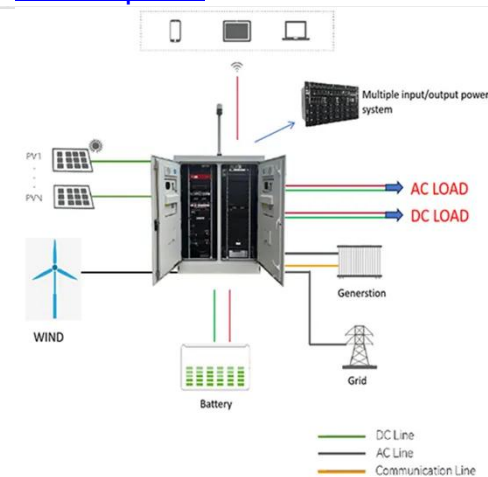 Multiple input/output power
system
PV1
PVN
AC LOAD
DC LOAD
WIND
Generstion
Grid
Battery
DC Line
AC Line
Communication Line